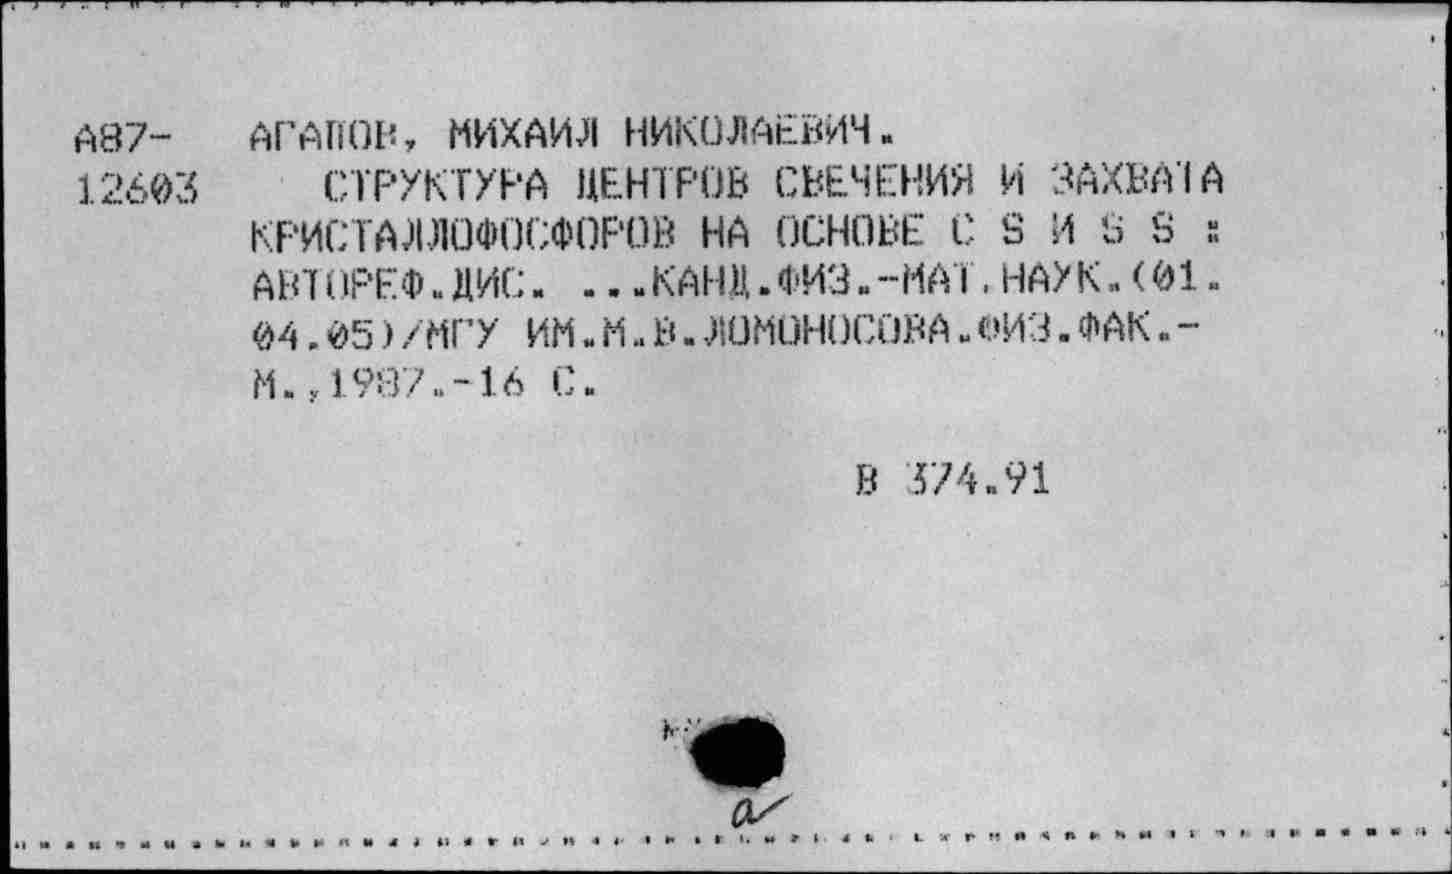 А87- АГАПОВ, МИХАИЛ НИКОЛАЕВИЧ.
12603 СТРУКТУРА ЦЕНТРОВ СВЕЧЕНИЯ И ЗАХВАТА
КРИСТАЛЛОФОСФОРОВ НА ОСНОВЕ C S И S S :
АВТОРЕФ.ДИС. ...КАНД.ФИЗ.-МАТ.НАУК.(01.
04.05)/МГУ ИМ.М.В.ЛОМОНОСОВА.ФИЗ.ФАК.-
М.,1987.-16 С.
В 374.91